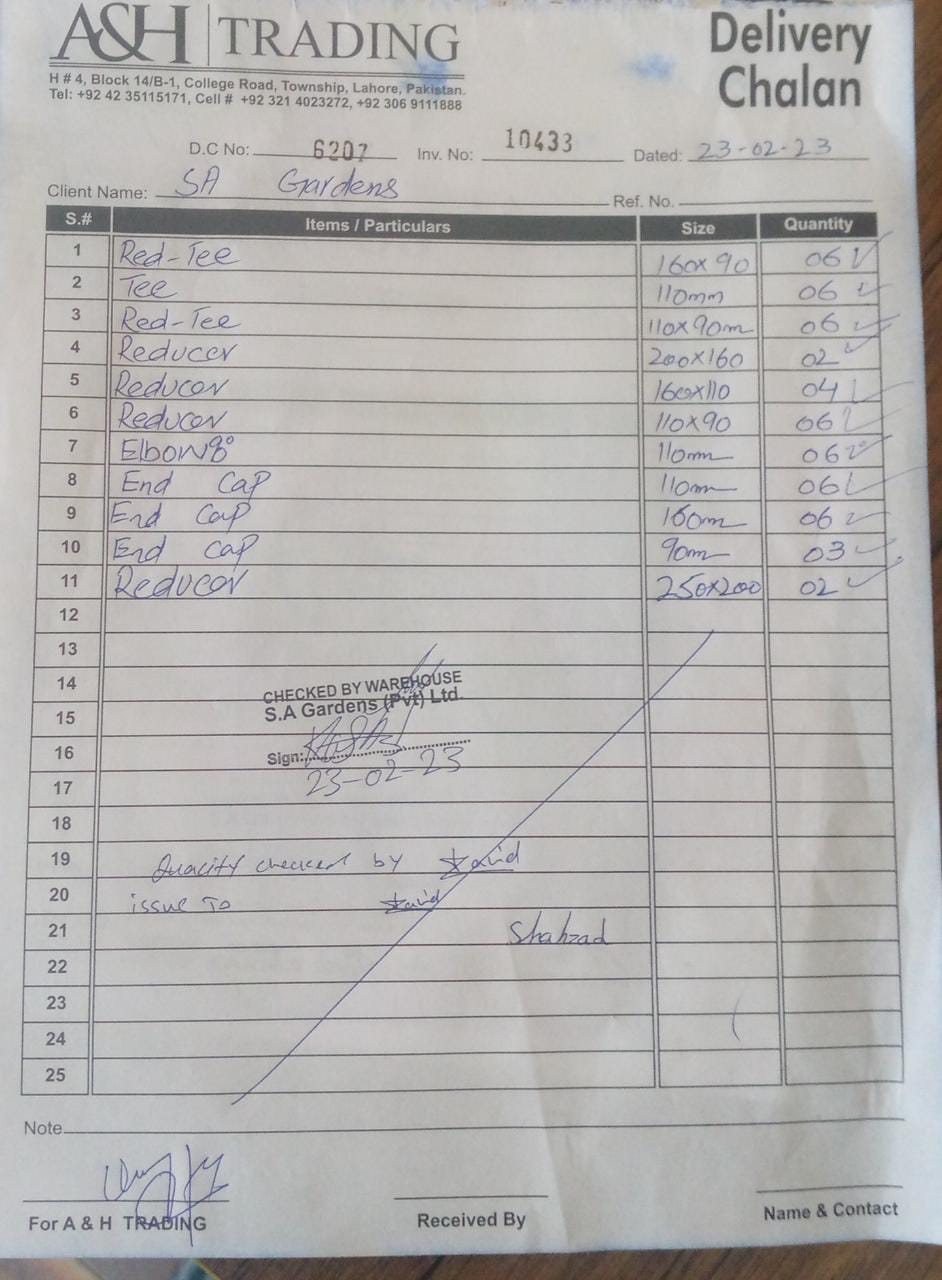 A&H TRADING
Delivery Chalan
H # 4, Block 14/B-1, College Road, Township, Lahore, Pakistan.
Tel: +92 42 35115171, Cell # +92 321 4023272, +92 306 9111888
D.C No: 6207 Inv. No: 10433 Dated: 23-02-23
Client Name: SA Gardens Ref. No.
S.# Items / Particulars Size Quantity
1 Red-Tee 160x90 06
2 Tee 110mm 06
3 Red-Tee 110x90m 06
4 Reducer 200x160 02
5 Reducer 160x110 04
6 Reducer 110x90 06
7 Elbow 110m 06
8 End Cap 110m 06
9 End Cap 160m 06
10 End Cap 90m 03
11 Reducer 250x200 02
12
13
14
CHECKED BY WAREHOUSE
15 S.A Gardens (Pvt) Ltd.
16 Sign:
17 23-02-23
18
19 Quality checked by
20 issue To
21 Shahzad
22
23
24
25
Note
For A & H TRADING Received By Name & Contact